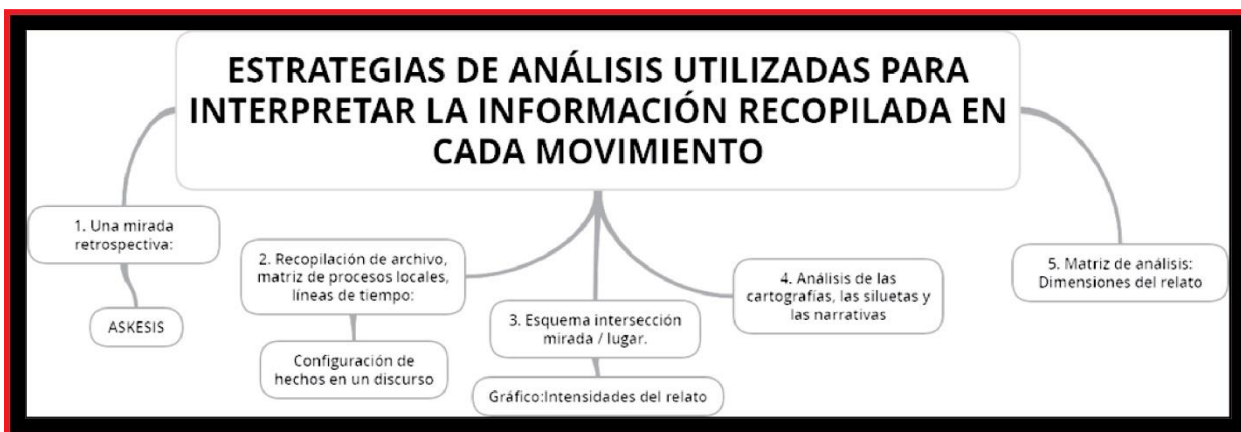 ESTRATEGIAS DE ANÁLISIS UTILIZADAS PARA
INTERPRETAR LA INFORMACIÓN RECOPILADA EN
CADA MOVIMIENTO
1. Una mirada
retrospectiva:
ASKESIS
2. Recopilación de archivo,
matriz de procesos locales,
líneas de tiempo:
Configuración de
hechos en un discurso
3. Esquema intersección
mirada / lugar.
Gráfico:Intensidades del relato
4. Análisis de las
cartografías, las siluetas y
las narrativas
5. Matriz de análisis:
Dimensiones del relato